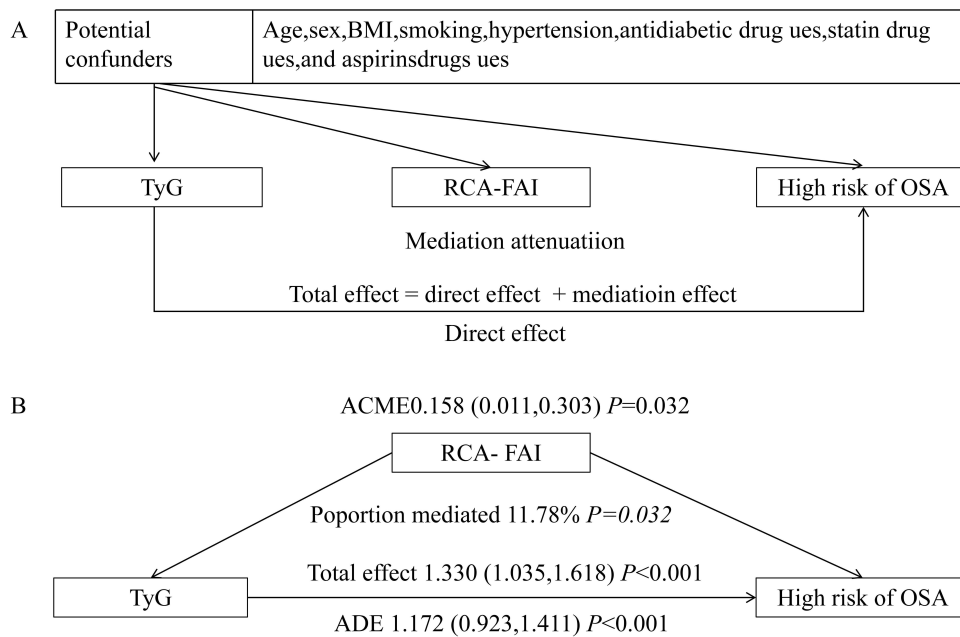 A
Potential
confunders
Age,sex,BMI,smoking,hypertension,antidiabetic drug ues,statin drug
ues,and aspirinsdrugs ues
TyG
RCA-FAI
High risk of OSA
Mediation attenuatiion
Total effect = direct effect + mediatioin effect
Direct effect
B
ACME0.158 (0.011,0.303) P=0.032
RCA- FAI
Poportion mediated 11.78% P=0.032
Total effect 1.330 (1.035,1.618) P<0.001
TyG
High risk of OSA
ADE 1.172 (0.923,1.411) P<0.001